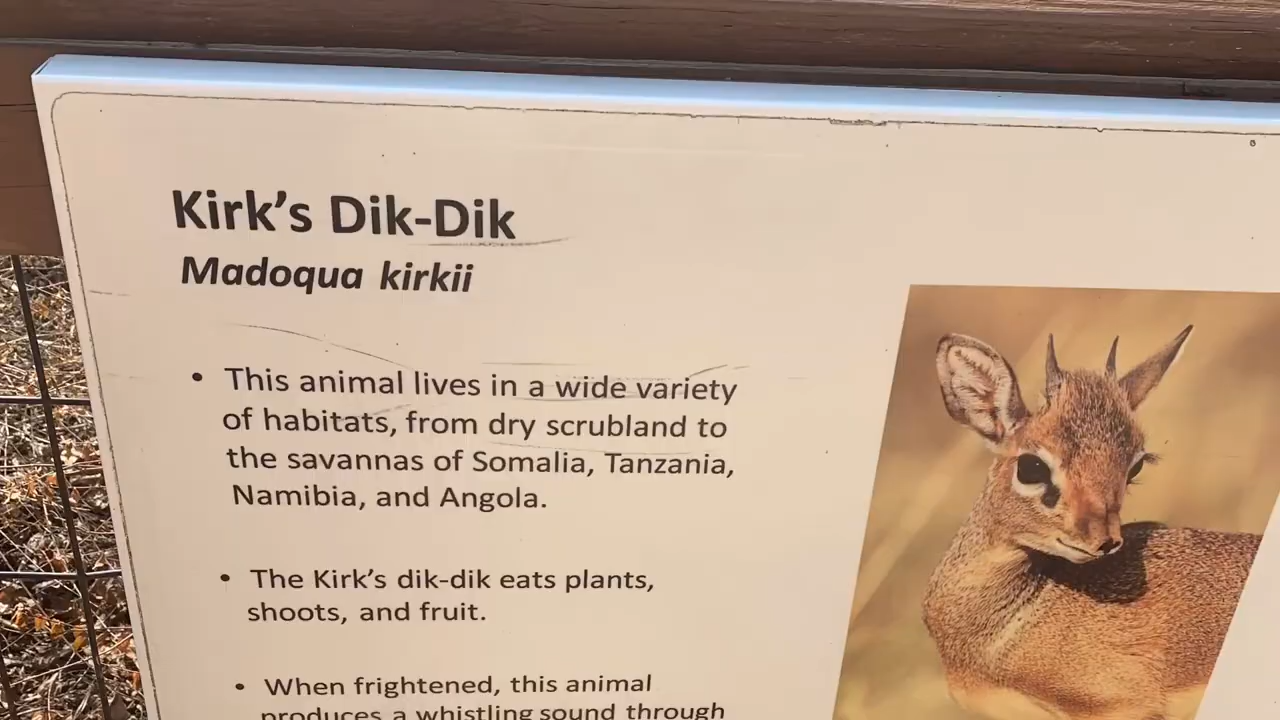 Kirk's Dik-Dik
Madoqua kirkii
• This animal lives in a wide variety
of habitats, from dry scrubland to
the savannas of Somalia, Tanzania,
Namibia, and Angola.
• The Kirk's dik-dik eats plants,
shoots, and fruit.
• When frightened, this animal
produces a whistling sound through